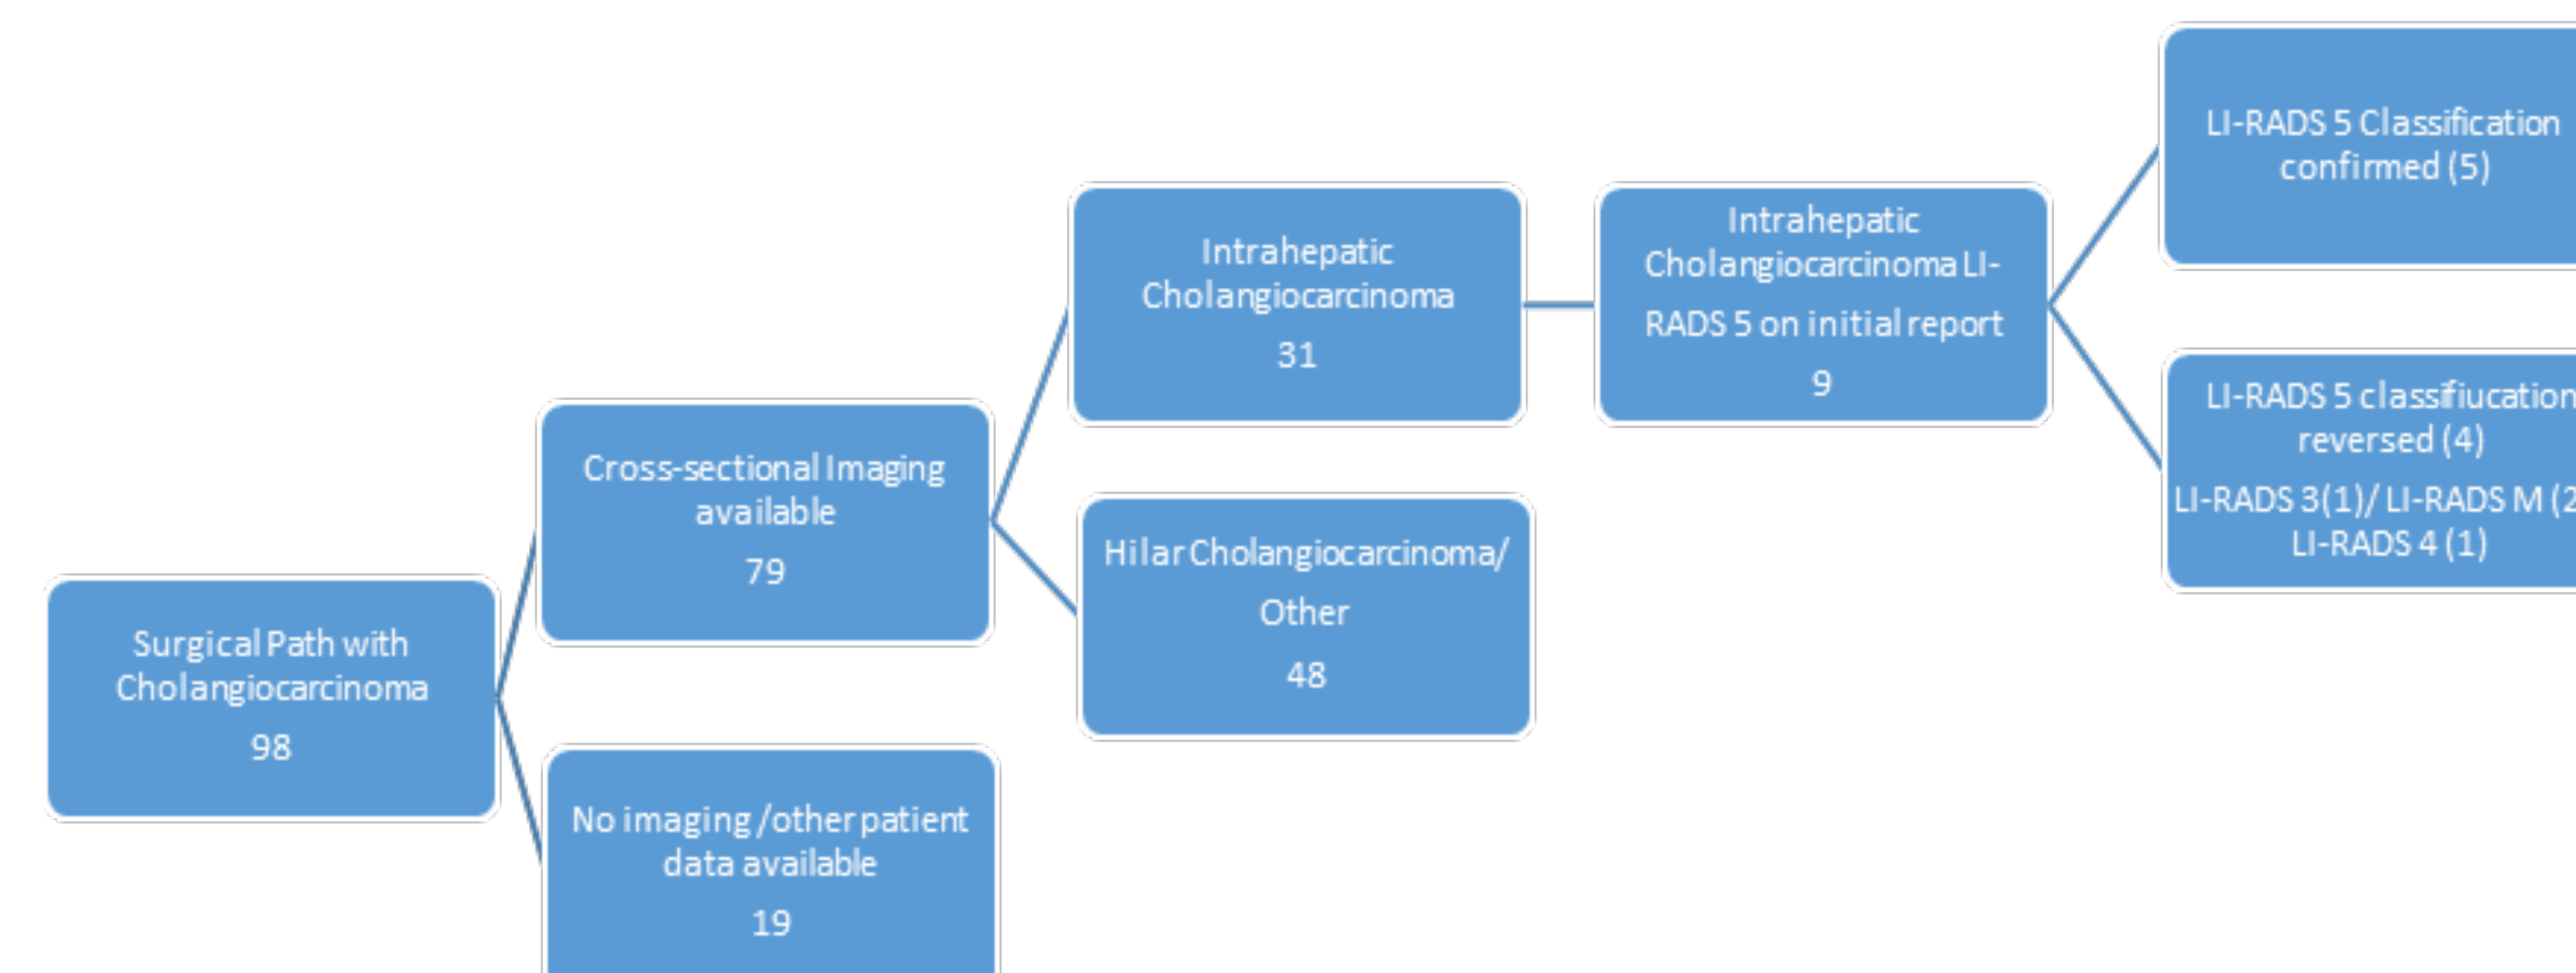 Surgical Path with
Cholangiocarcinoma
98
Cross-sectional Imaging
available
79
No imaging /other patient
data available
19
Intrahepatic
Cholangiocarcinoma
31
Hilar Cholangiocarcinoma/
Other
48
Intrahepatic
Cholangiocarcinoma LI-
RADS 5 on initial report
9
LI-RADS 5 Classification
confirmed (5)
LI-RADS 5 classifiucation
reversed (4)
LI-RADS 3(1)/ LI-RADS M (2
LI-RADS 4 (1)